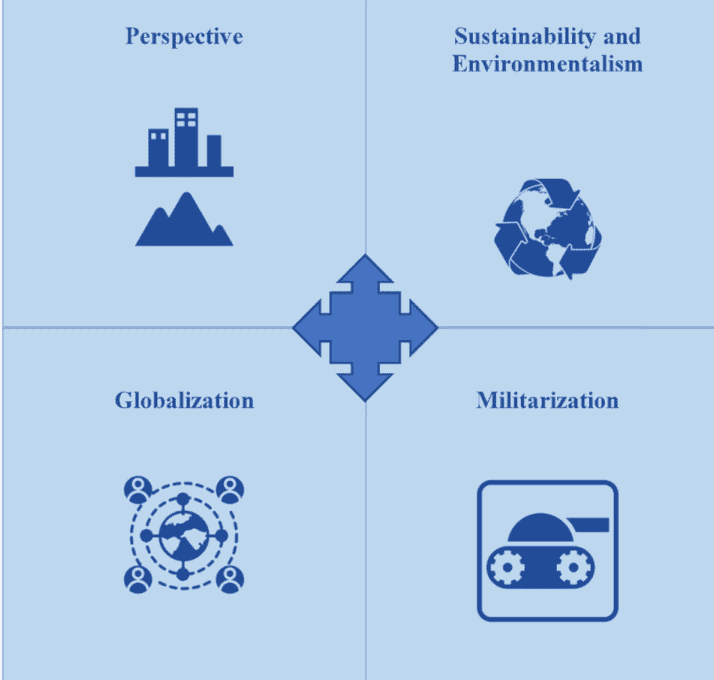 Perspective
Sustainability and
Environmentalism
Globalization
Militarization